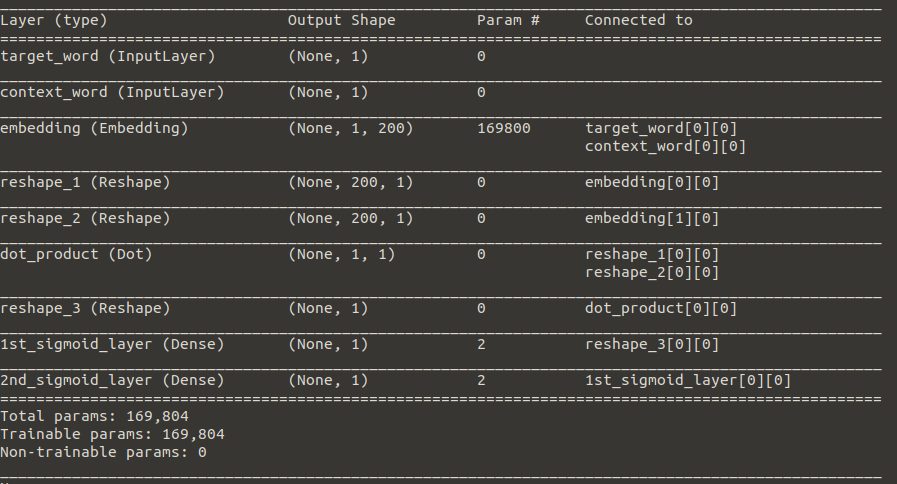 Layer (type) Output Shape Param # Connected to
target_word (InputLayer) (None, 1) 0
context_word (InputLayer) (None, 1) 0
embedding (Embedding) (None, 1, 200) 169800 target_word[0][0]
context_word[0][0]
reshape_1 (Reshape) (None, 200, 1) 0 embedding[0][0]
reshape_2 (Reshape) (None, 200, 1) 0 embedding[1][0]
dot_product (Dot) (None, 1, 1) 0 reshape_1[0][0]
reshape_2[0][0]
reshape_3 (Reshape) (None, 1) 0 dot_product[0][0]
1st_sigmoid_layer (Dense) (None, 1) 2 reshape_3[0][0]
2nd_sigmoid_layer (Dense) (None, 1) 2 1st_sigmoid_layer[0][0]
Total params: 169,804
Trainable params: 169,804
Non-trainable params: 0